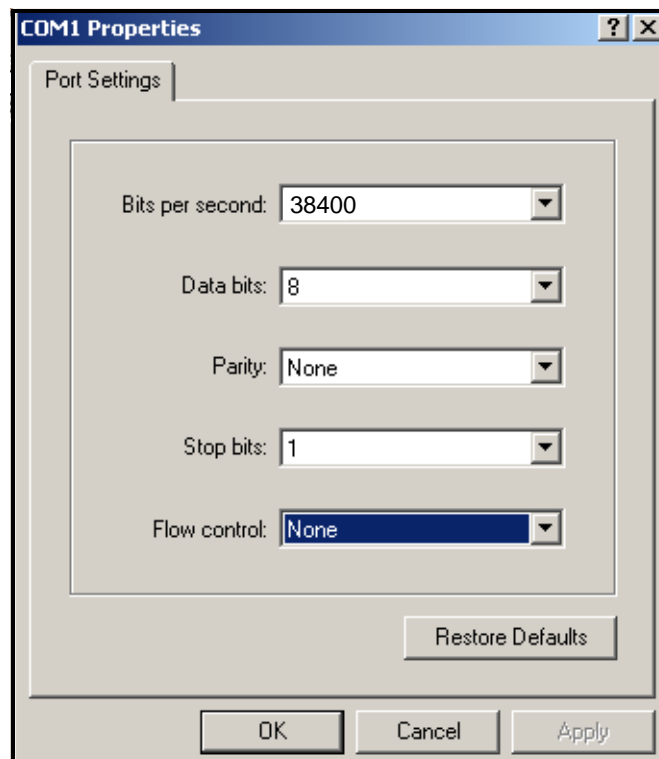 COM1 Properties
Port Settings
Bits per second: 38400
Data bits: 8
Parity: None
Stop bits: 1
Flow control: None
Restore Defaults
OK Cancel Apply